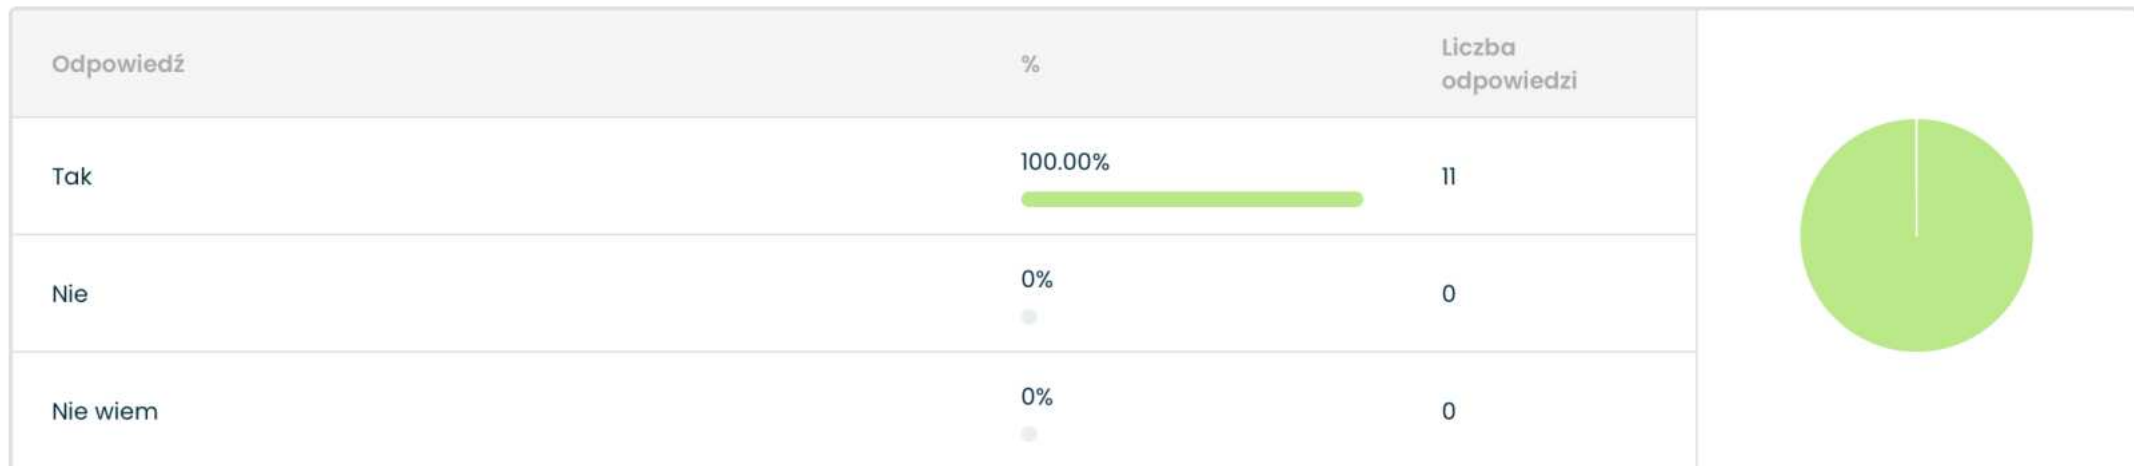 Odpowiedź
%
Liczba
odpowiedzi
Tak
100.00%
11
Nie
0%
0
Nie wiem
0%
0